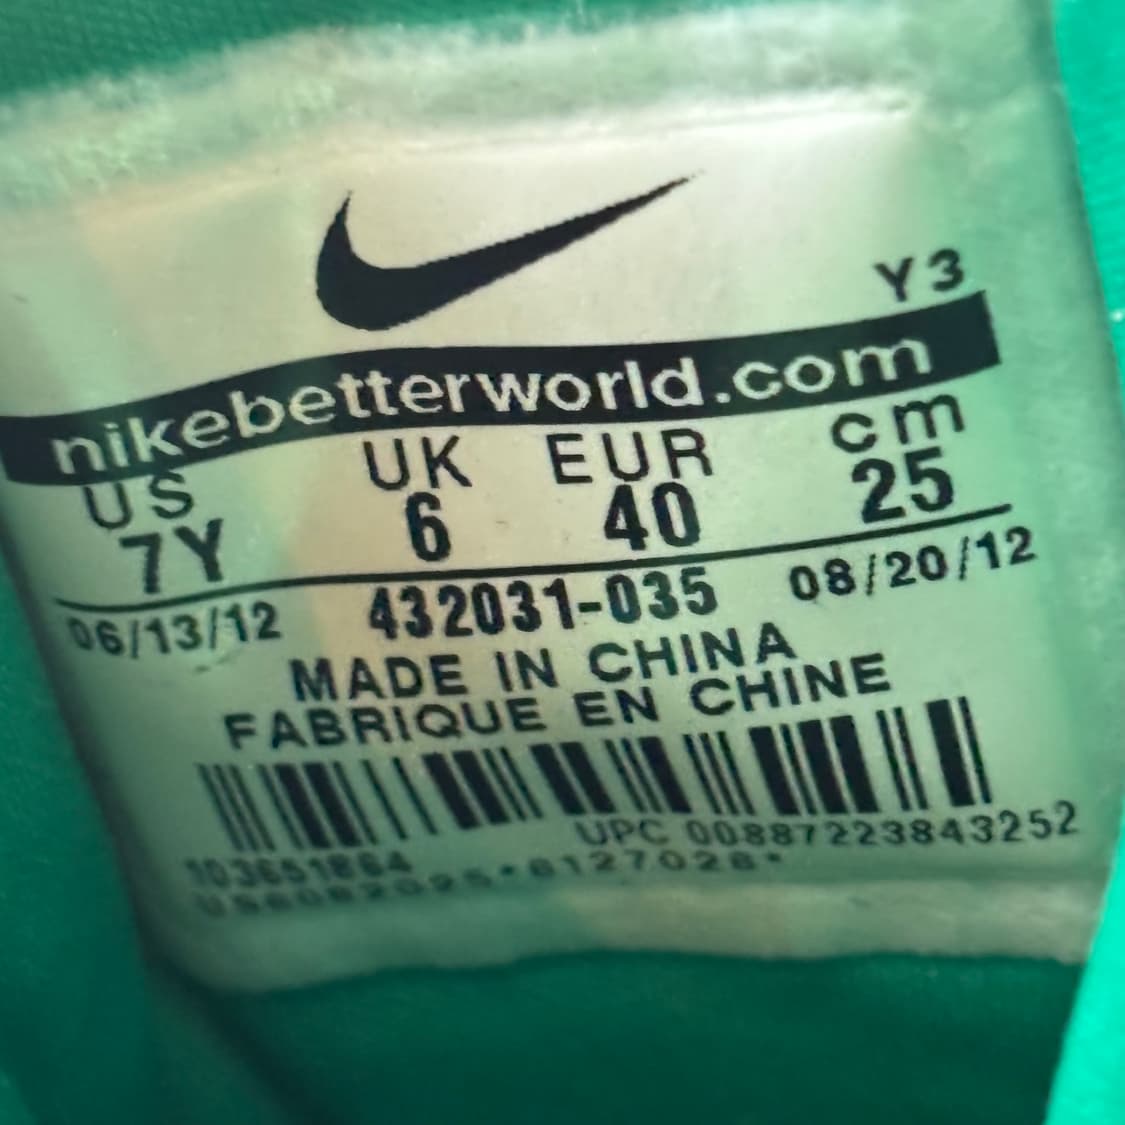 Y3
nikebetterworld.com
US UK EUR cm
7Y 6 40 25
06/13/12 432031-035 08/20/12
MADE IN CHINA
FABRIQUE EN CHINE
UPC 00887223843252
103651864